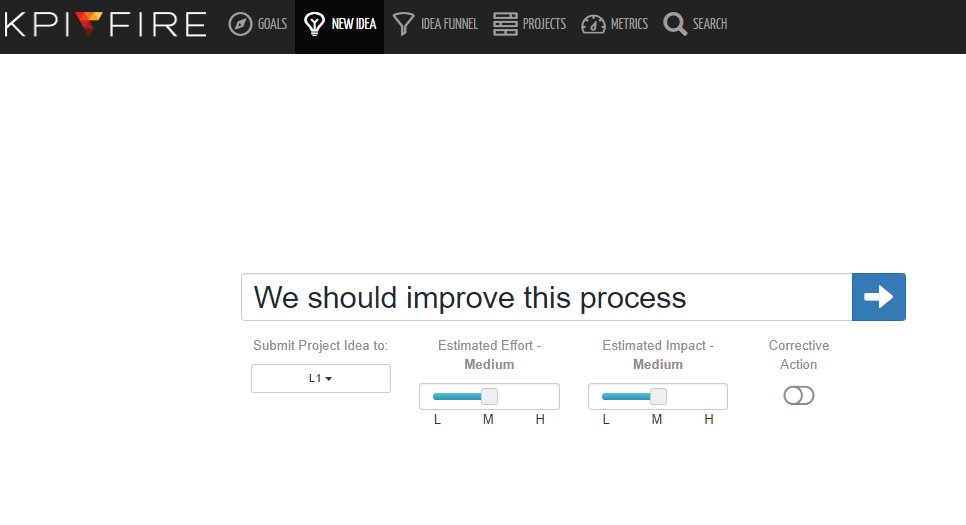 KPI FIRE GOALS NEW IDEA IDEA FUNNEL PROJECTS METRICS SEARCH
We should improve this process
Submit Project Idea to:
L1
Estimated Effort -
Medium
L M H
Estimated Impact -
Medium
L M H
Corrective
Action